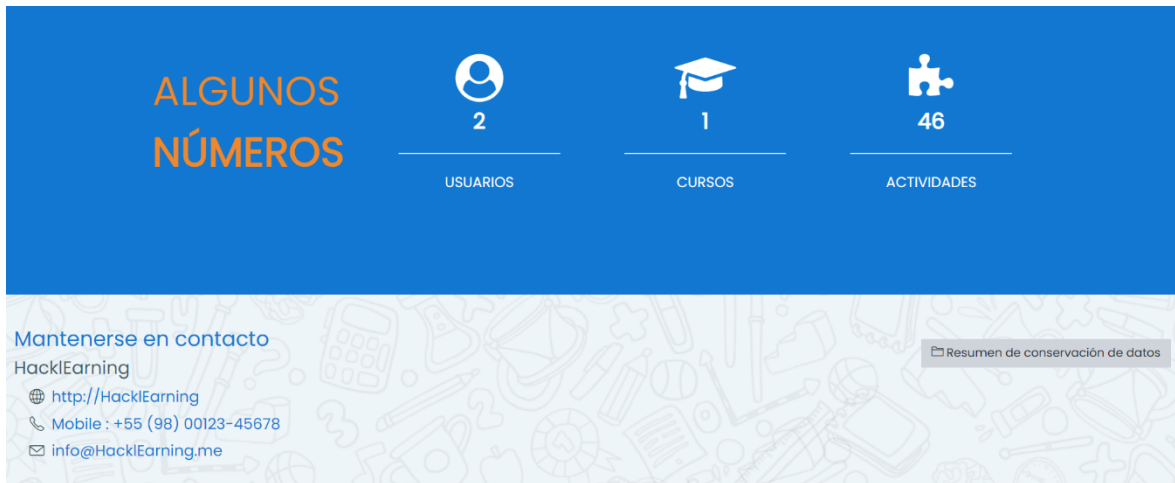 ALGUNOS
NÚMEROS
2
USUARIOS
1
CURSOS
46
ACTIVIDADES
Mantenerse en contacto
HacklEarning
http://HacklEarning
Mobile : +55 (98) 00123-45678
info@HacklEarning.me
Resumen de conservación de datos